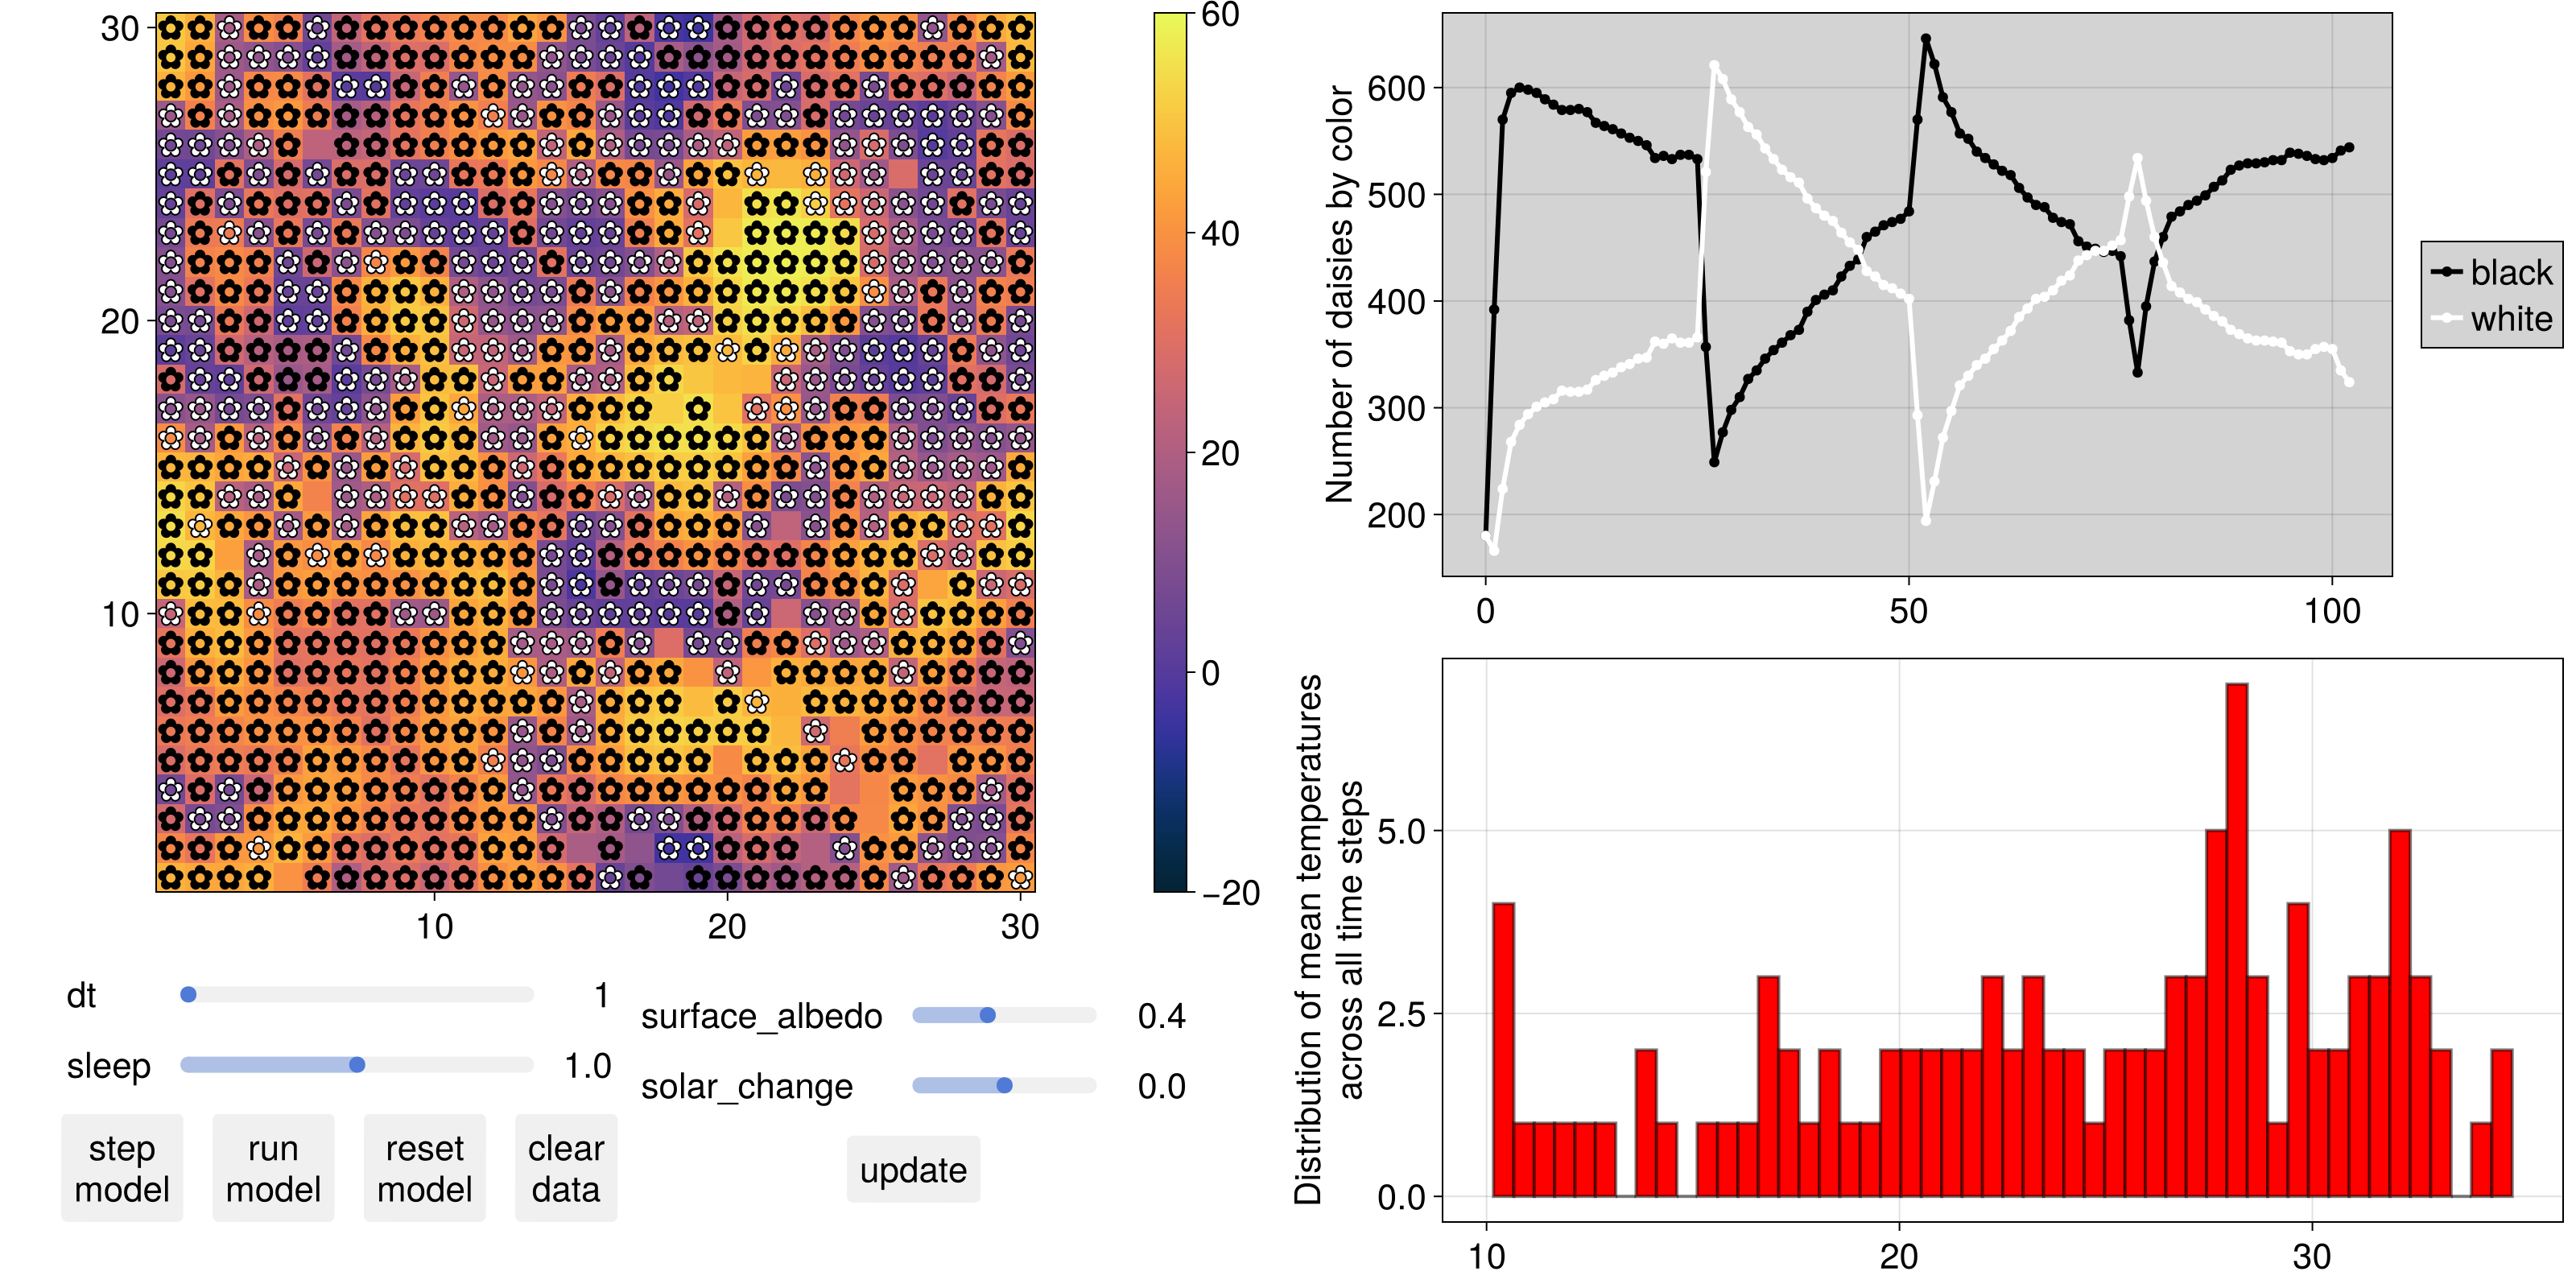 30
20
10
10
20
30
60
40
20
0
−20
Number of daisies by color
600
500
400
300
200
0
50
100
black
white
Distribution of mean temperatures
across all time steps
5.0
2.5
0.0
10
20
30
dt
1
sleep
1.0
surface_albedo
0.4
solar_change
0.0
step
model
run
model
reset
model
clear
data
update